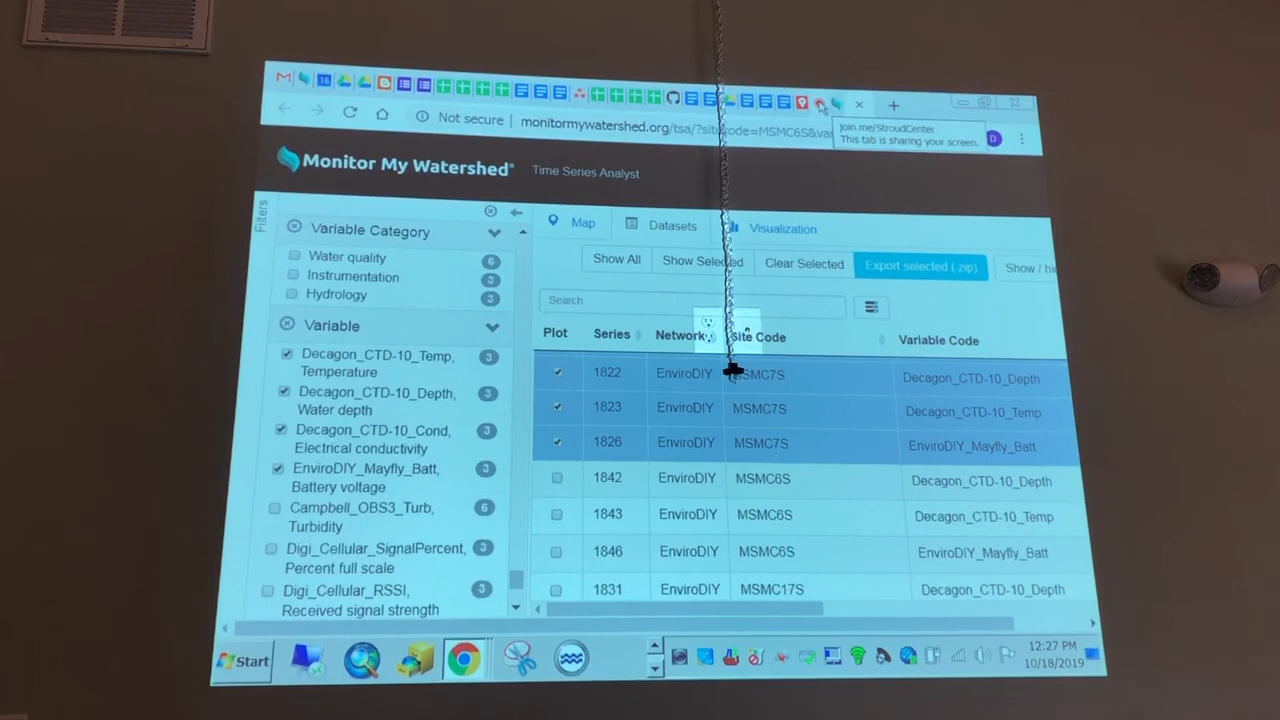 18
join.me/StroudCenter
This tab is sharing your screen.
Not secure | monitormywatershed.org/tsa/?sitecode=MSMC6S&va
D
Monitor My Watershed® Time Series Analyst
Filters
Map Datasets Visualization
Show All Show Selected Clear Selected Export selected (.zip) Show / hi
Search
Variable Category
Water quality 6
Instrumentation 3
Hydrology 3
Variable
Decagon_CTD-10_Temp, 3
Temperature
Decagon_CTD-10_Depth, 3
Water depth
Decagon_CTD-10_Cond, 3
Electrical conductivity
EnviroDIY_Mayfly_Batt, 3
Battery voltage
Campbell_OBS3_Turb, 6
Turbidity
Digi_Cellular_SignalPercent, 3
Percent full scale
Digi_Cellular_RSSI, 3
Received signal strength
Plot Series Network Site Code Variable Code
1822 EnviroDIY MSMC7S Decagon_CTD-10_Depth
1823 EnviroDIY MSMC7S Decagon_CTD-10_Temp
1826 EnviroDIY MSMC7S EnviroDIY_Mayfly_Batt
1842 EnviroDIY MSMC6S Decagon_CTD-10_Depth
1843 EnviroDIY MSMC6S Decagon_CTD-10_Temp
1846 EnviroDIY MSMC6S EnviroDIY_Mayfly_Batt
1831 EnviroDIY MSMC17S Decagon_CTD-10_Depth
Start
12:27 PM
10/18/2019